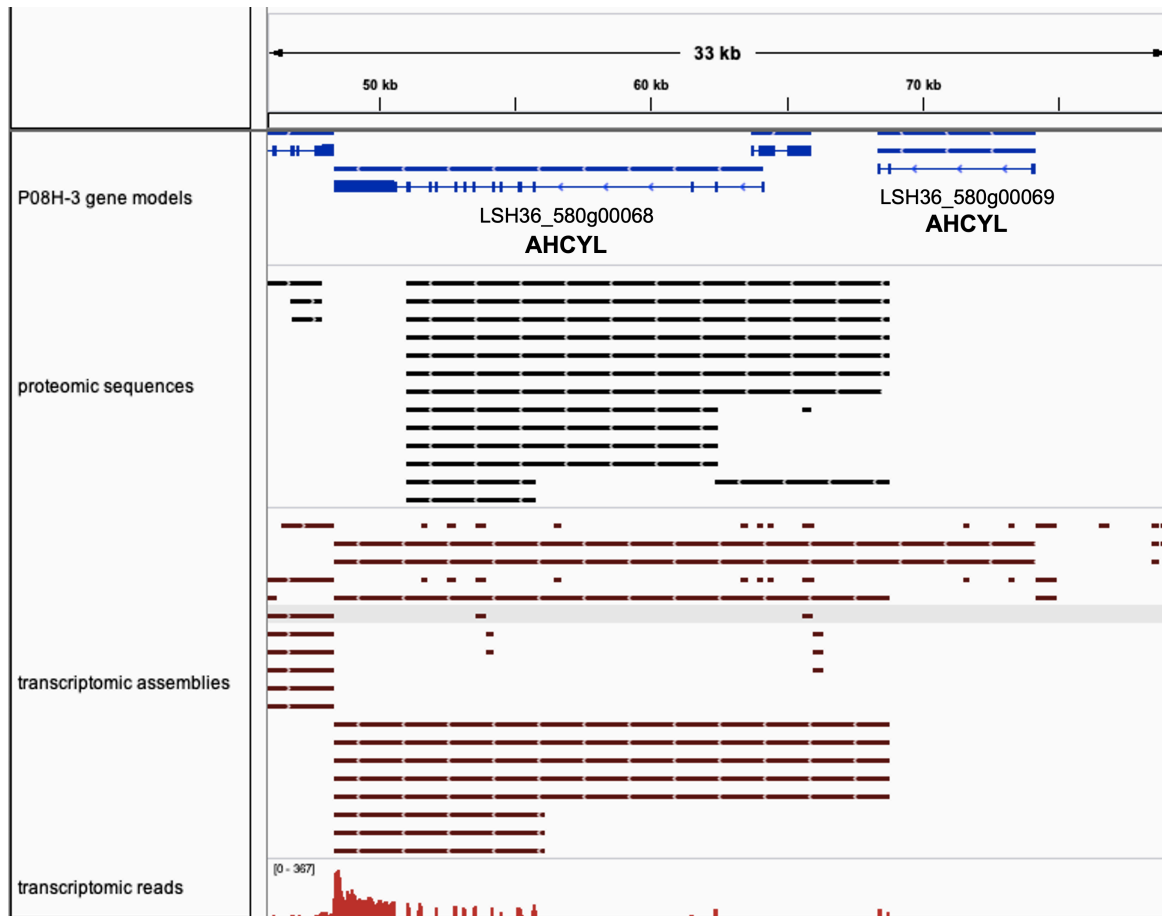 33 kb
50 kb 60 kb 70 kb
P08H-3 gene models
LSH36_580g00068
AHCYL
LSH36_580g00069
AHCYL
proteomic sequences
transcriptomic assemblies
[0 - 367]
transcriptomic reads